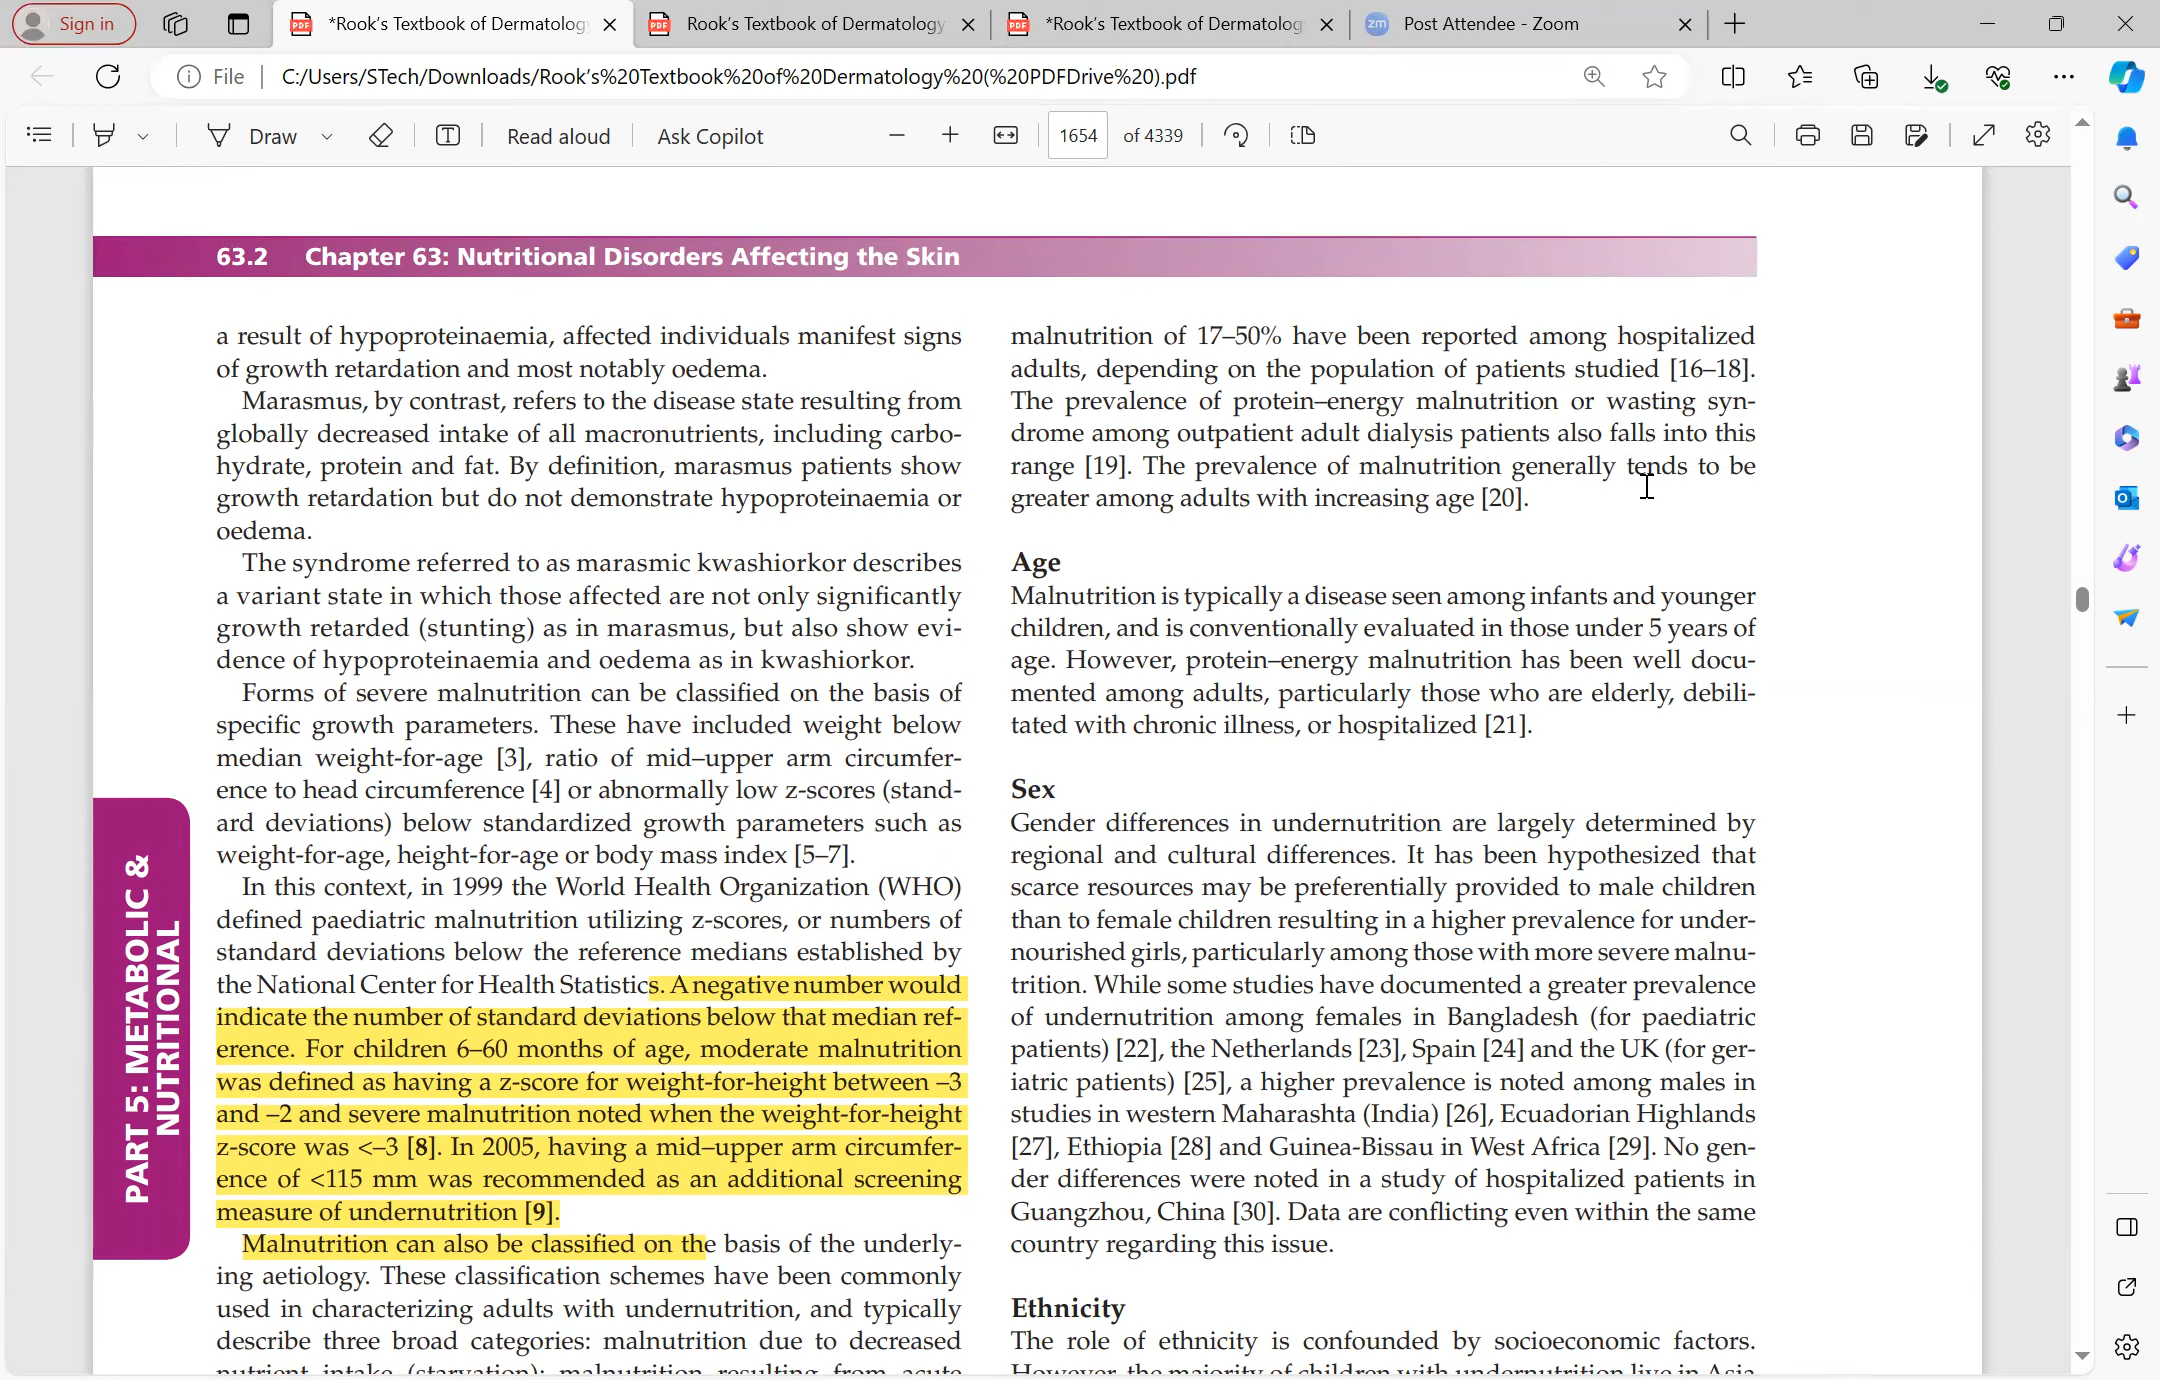 Sign in
*Rook's Textbook of Dermatolog
Rook's Textbook of Dermatology
*Rook's Textbook of Dermatolog
zm
Post Attendee - Zoom
File
C:/Users/STech/Downloads/Rook's%20Textbook%20of%20Dermatology%20(%20PDFDrive%20).pdf
Draw
Read aloud
Ask Copilot
1654
of 4339
63.2 Chapter 63: Nutritional Disorders Affecting the Skin
a result of hypoproteinaemia, affected individuals manifest signs
of growth retardation and most notably oedema.
Marasmus, by contrast, refers to the disease state resulting from
globally decreased intake of all macronutrients, including carbo-
hydrate, protein and fat. By definition, marasmus patients show
growth retardation but do not demonstrate hypoproteinaemia or
oedema.
The syndrome referred to as marasmic kwashiorkor describes
a variant state in which those affected are not only significantly
growth retarded (stunting) as in marasmus, but also show evi-
dence of hypoproteinaemia and oedema as in kwashiorkor.
Forms of severe malnutrition can be classified on the basis of
specific growth parameters. These have included weight below
median weight-for-age [3], ratio of mid–upper arm circumfer-
ence to head circumference [4] or abnormally low z-scores (stand-
ard deviations) below standardized growth parameters such as
weight-for-age, height-for-age or body mass index [5–7].
In this context, in 1999 the World Health Organization (WHO)
defined paediatric malnutrition utilizing z-scores, or numbers of
standard deviations below the reference medians established by
the National Center for Health Statistics. A negative number would
indicate the number of standard deviations below that median ref-
erence. For children 6–60 months of age, moderate malnutrition
was defined as having a z-score for weight-for-height between –3
and –2 and severe malnutrition noted when the weight-for-height
z-score was <–3 [8]. In 2005, having a mid–upper arm circumfer-
ence of <115 mm was recommended as an additional screening
measure of undernutrition [9].
Malnutrition can also be classified on the basis of the underly-
ing aetiology. These classification schemes have been commonly
used in characterizing adults with undernutrition, and typically
describe three broad categories: malnutrition due to decreased
nutrient intake (starvation); malnutrition resulting from acute
malnutrition of 17–50% have been reported among hospitalized
adults, depending on the population of patients studied [16–18].
The prevalence of protein–energy malnutrition or wasting syn-
drome among outpatient adult dialysis patients also falls into this
range [19]. The prevalence of malnutrition generally tends to be
greater among adults with increasing age [20].
Age
Malnutrition is typically a disease seen among infants and younger
children, and is conventionally evaluated in those under 5 years of
age. However, protein–energy malnutrition has been well docu-
mented among adults, particularly those who are elderly, debili-
tated with chronic illness, or hospitalized [21].
Sex
Gender differences in undernutrition are largely determined by
regional and cultural differences. It has been hypothesized that
scarce resources may be preferentially provided to male children
than to female children resulting in a higher prevalence for under-
nourished girls, particularly among those with more severe malnu-
trition. While some studies have documented a greater prevalence
of undernutrition among females in Bangladesh (for paediatric
patients) [22], the Netherlands [23], Spain [24] and the UK (for ger-
iatric patients) [25], a higher prevalence is noted among males in
studies in western Maharashta (India) [26], Ecuadorian Highlands
[27], Ethiopia [28] and Guinea-Bissau in West Africa [29]. No gen-
der differences were noted in a study of hospitalized patients in
Guangzhou, China [30]. Data are conflicting even within the same
country regarding this issue.
Ethnicity
The role of ethnicity is confounded by socioeconomic factors.
However, the majority of children with undernutrition live in Asia
PART 5: METABOLIC &
NUTRITIONAL